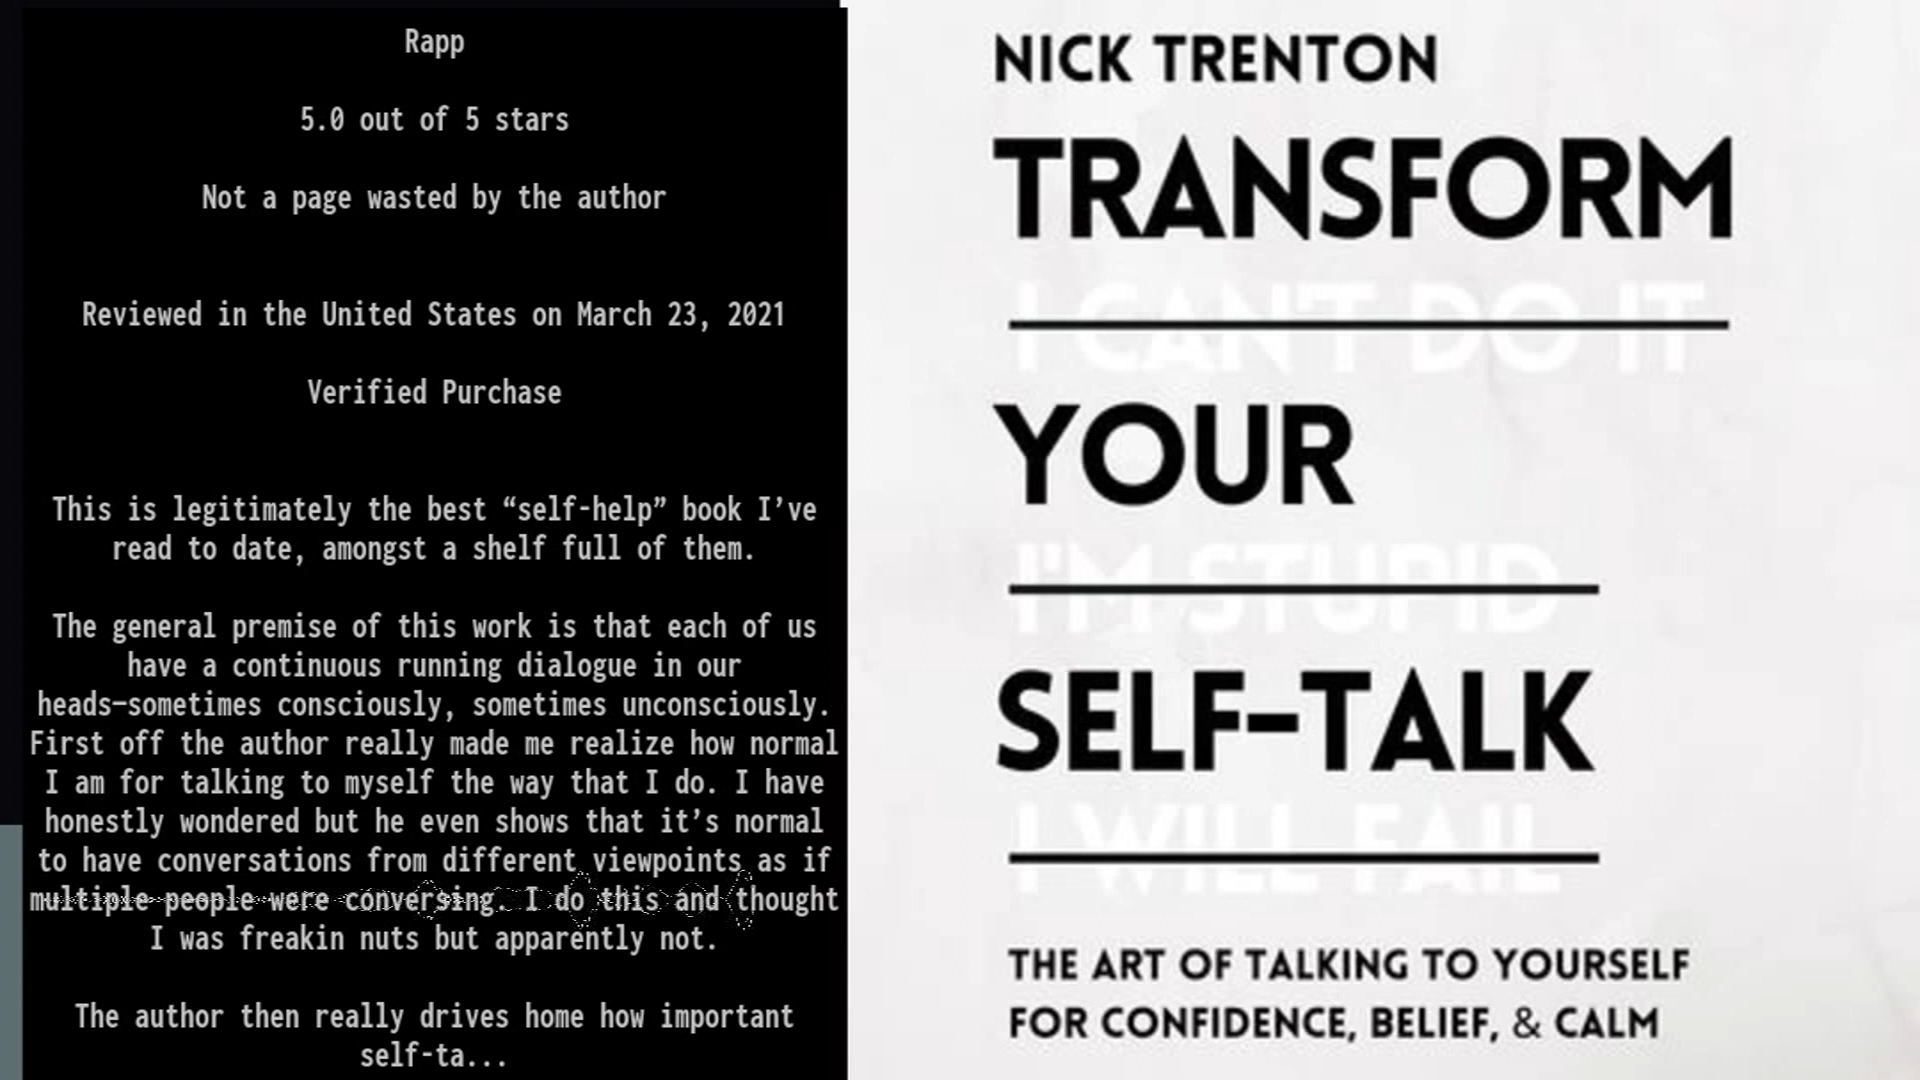 Rapp
5.0 out of 5 stars
Not a page wasted by the author
Reviewed in the United States on March 23, 2021
Verified Purchase
This is legitimately the best “self-help” book I’ve
read to date, amongst a shelf full of them.
The general premise of this work is that each of us
have a continuous running dialogue in our
heads—sometimes consciously, sometimes unconsciously.
First off the author really made me realize how normal
I am for talking to myself the way that I do. I have
honestly wondered but he even shows that it’s normal
to have conversations from different viewpoints as if
multiple people were conversing. I do this and thought
I was freakin nuts but apparently not.
The author then really drives home how important
self-ta...
NICK TRENTON
TRANSFORM
I CAN'T DO IT
YOUR
I'M STUPID
SELF-TALK
I WILL FAIL
THE ART OF TALKING TO YOURSELF
FOR CONFIDENCE, BELIEF, & CALM